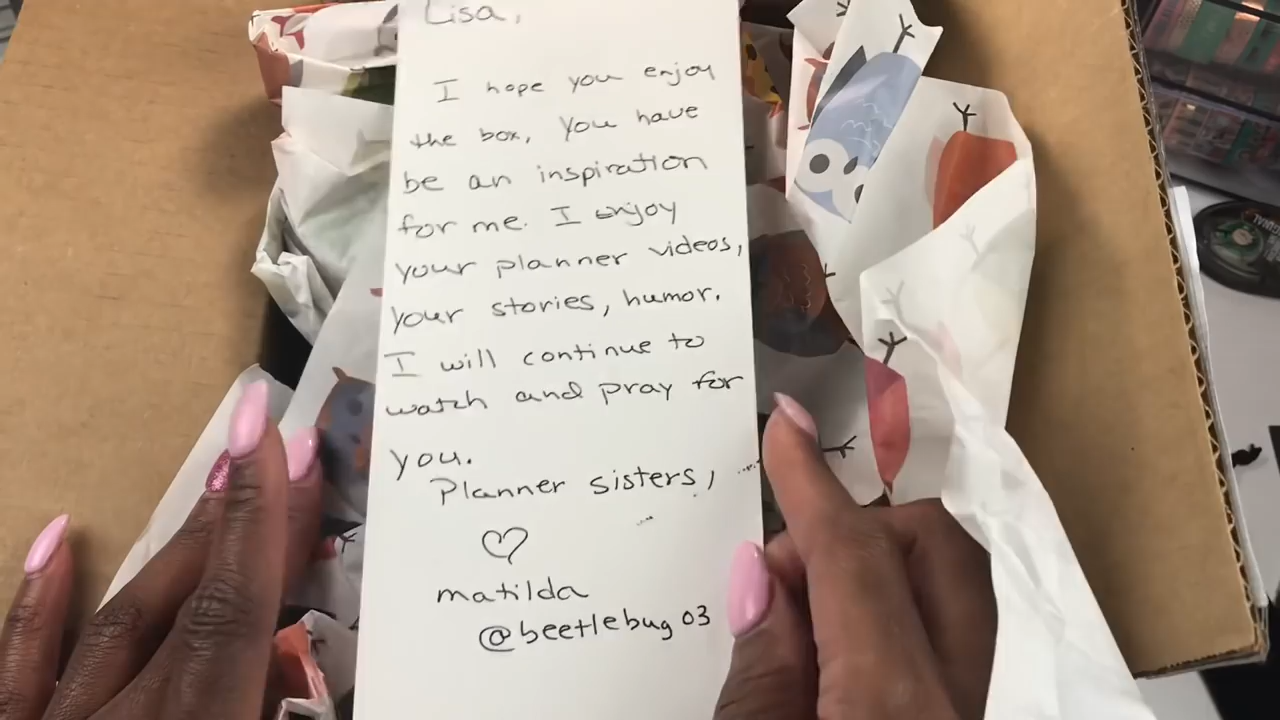 Lisa,
I hope you enjoy
the box, you have
be an inspiration
for me. I enjoy
your planner videos,
your stories, humor.
I will continue to
watch and pray for
you.
Planner sisters,
♡
matilda
@beetlebug03